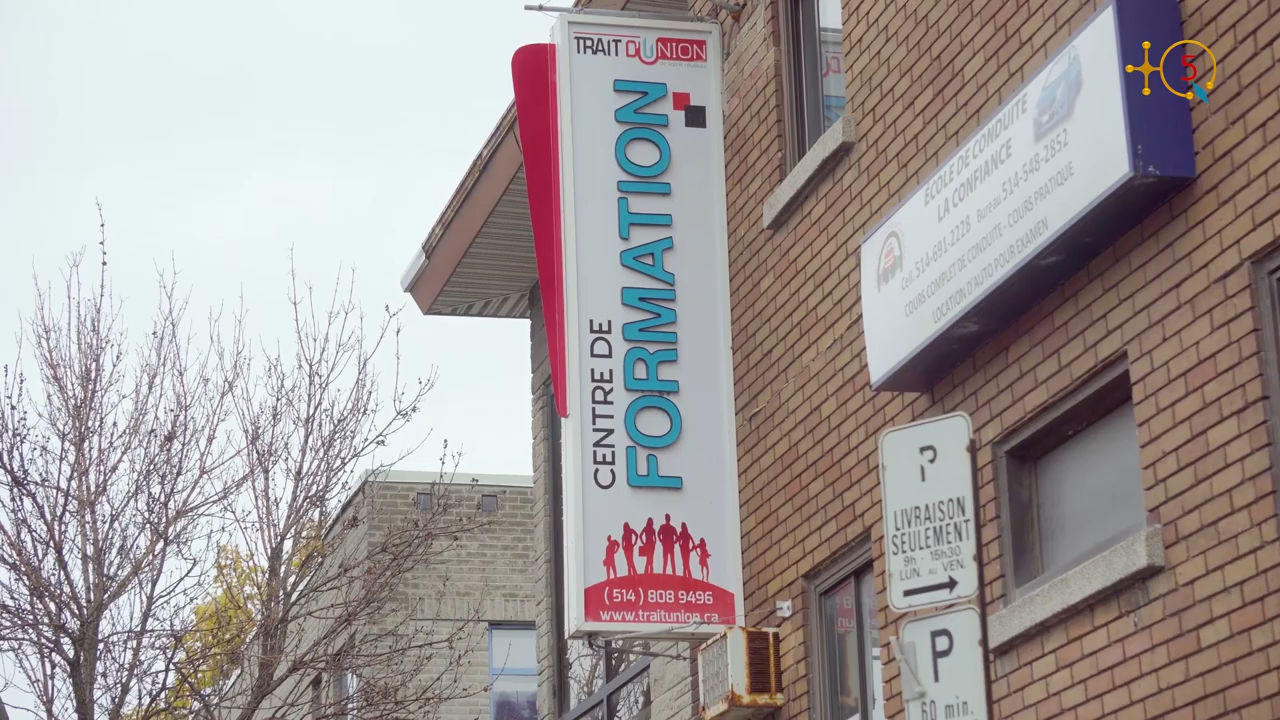 TRAIT D'UNION
CENTRE DE
FORMATION
(514) 808 9496
www.traitunion.ca
ÉCOLE DE CONDUITE
LA CONFIANCE
Cell. 514-691-2228 Bureau 514-548-2852
COURS COMPLET DE CONDUITE - COURS PRATIQUE
LOCATION D'AUTO POUR EXAMEN
P
LIVRAISON
SEULEMENT
9h - 15h30
LUN. AU VEN.
P
60 min.
5